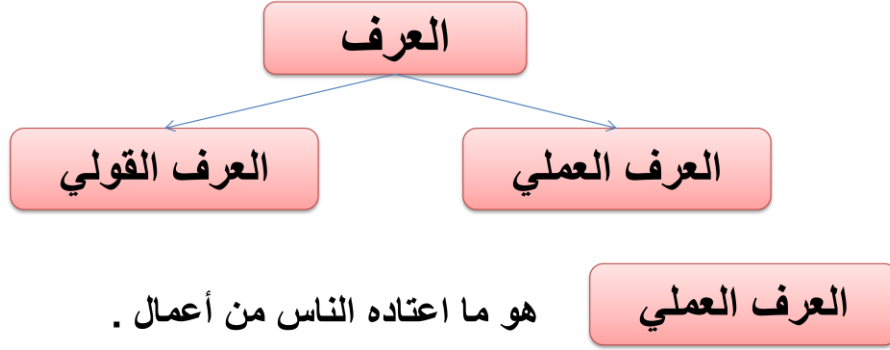 العرف
العرف العملي
العرف القولي
العرف العملي
هو ما اعتاده الناس من أعمال .